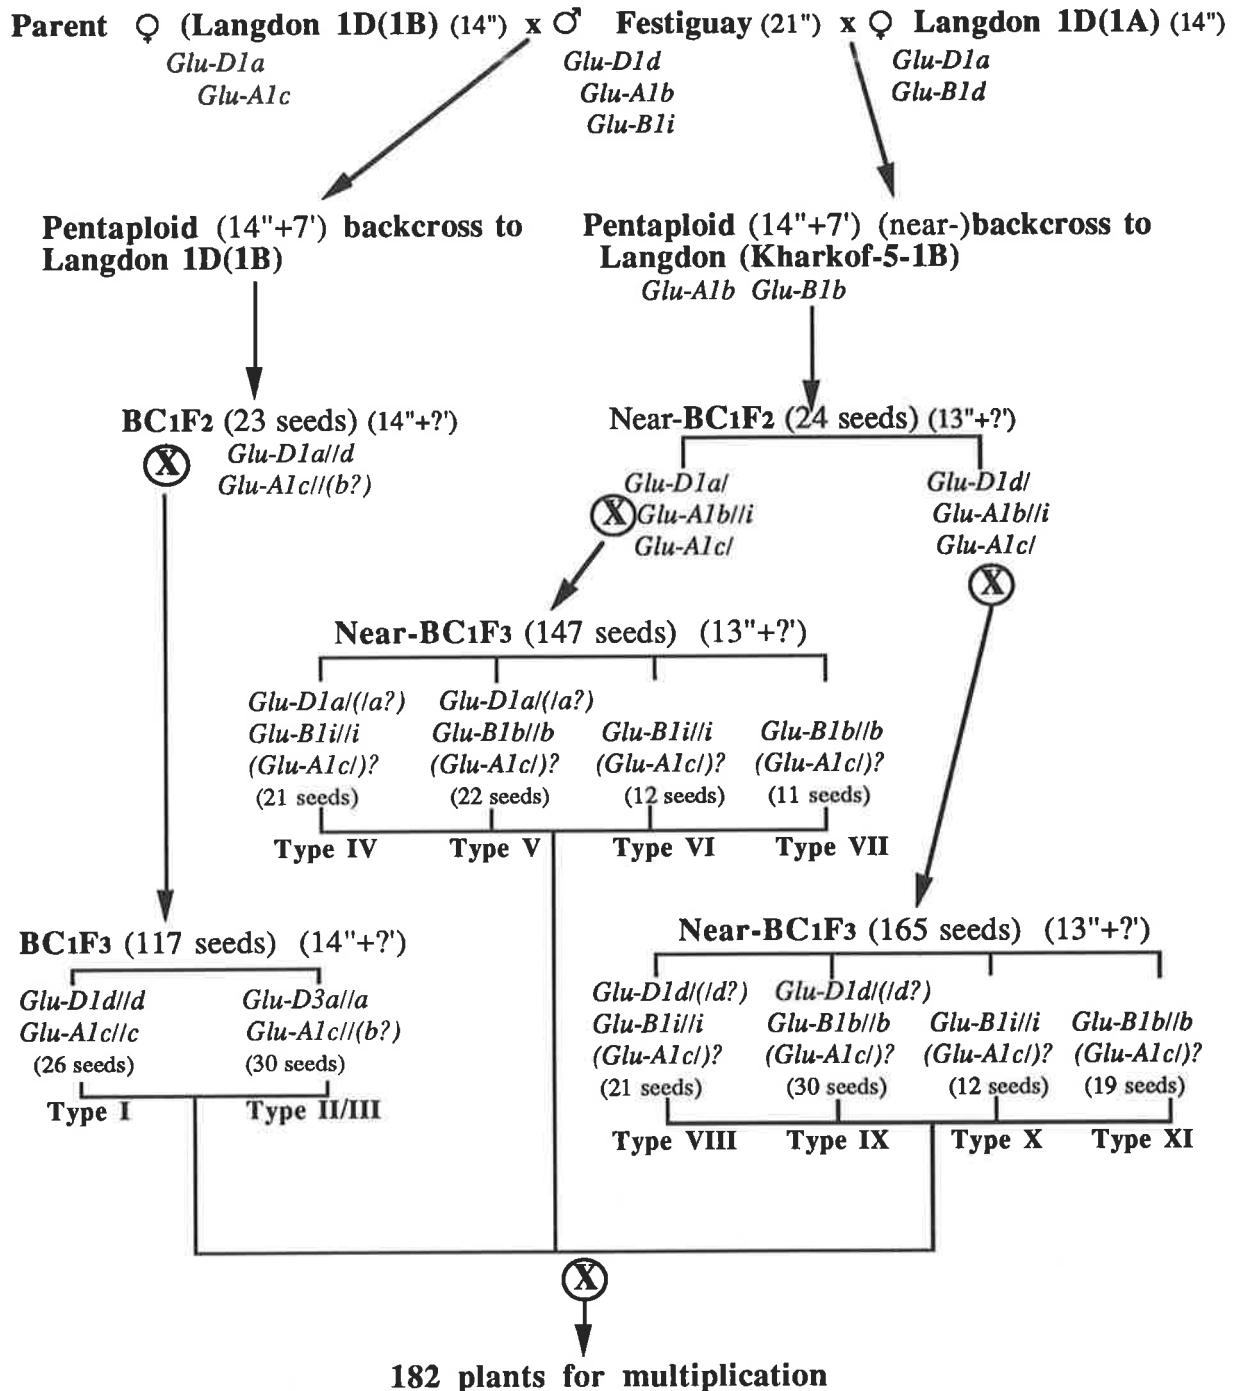 Parent ♀ (Langdon 1D(1B) (14") x ♂ Festiguay (21") x ♀ Langdon 1D(1A) (14")
Glu-D1a Glu-D1d Glu-D1a
Glu-A1c Glu-A1b Glu-B1d
Glu-B1i
Pentaploid (14"+7') backcross to
Langdon 1D(1B)
Pentaploid (14"+7') (near-)backcross to
Langdon (Kharkof-5-1B)
Glu-A1b Glu-B1b
BC1F2 (23 seeds) (14"+?')
Glu-D1a//d
Glu-A1c//(b?)
X
Near-BC1F2 (24 seeds) (13"+?')
Glu-D1a/
Glu-A1b//i
Glu-A1c/
X
Glu-D1d/
Glu-A1b//i
Glu-A1c/
X
Near-BC1F3 (147 seeds) (13"+?')
Glu-D1a/(/a?) Glu-D1a/(/a?)
Glu-B1i//i Glu-B1b//b Glu-B1i//i Glu-B1b//b
(Glu-A1c/)? (Glu-A1c/)? (Glu-A1c/)? (Glu-A1c/)?
(21 seeds) (22 seeds) (12 seeds) (11 seeds)
Type IV Type V Type VI Type VII
BC1F3 (117 seeds) (14"+?')
Glu-D1d//d Glu-D3a//a
Glu-A1c//c Glu-A1c//(b?)
(26 seeds) (30 seeds)
Type I Type II/III
Near-BC1F3 (165 seeds) (13"+?')
Glu-D1d/(/d?) Glu-D1d/(/d?)
Glu-B1i//i Glu-B1b//b Glu-B1i//i Glu-B1b//b
(Glu-A1c/)? (Glu-A1c/)? (Glu-A1c/)? (Glu-A1c/)?
(21 seeds) (30 seeds) (12 seeds) (19 seeds)
Type VIII Type IX Type X Type XI
X
182 plants for multiplication